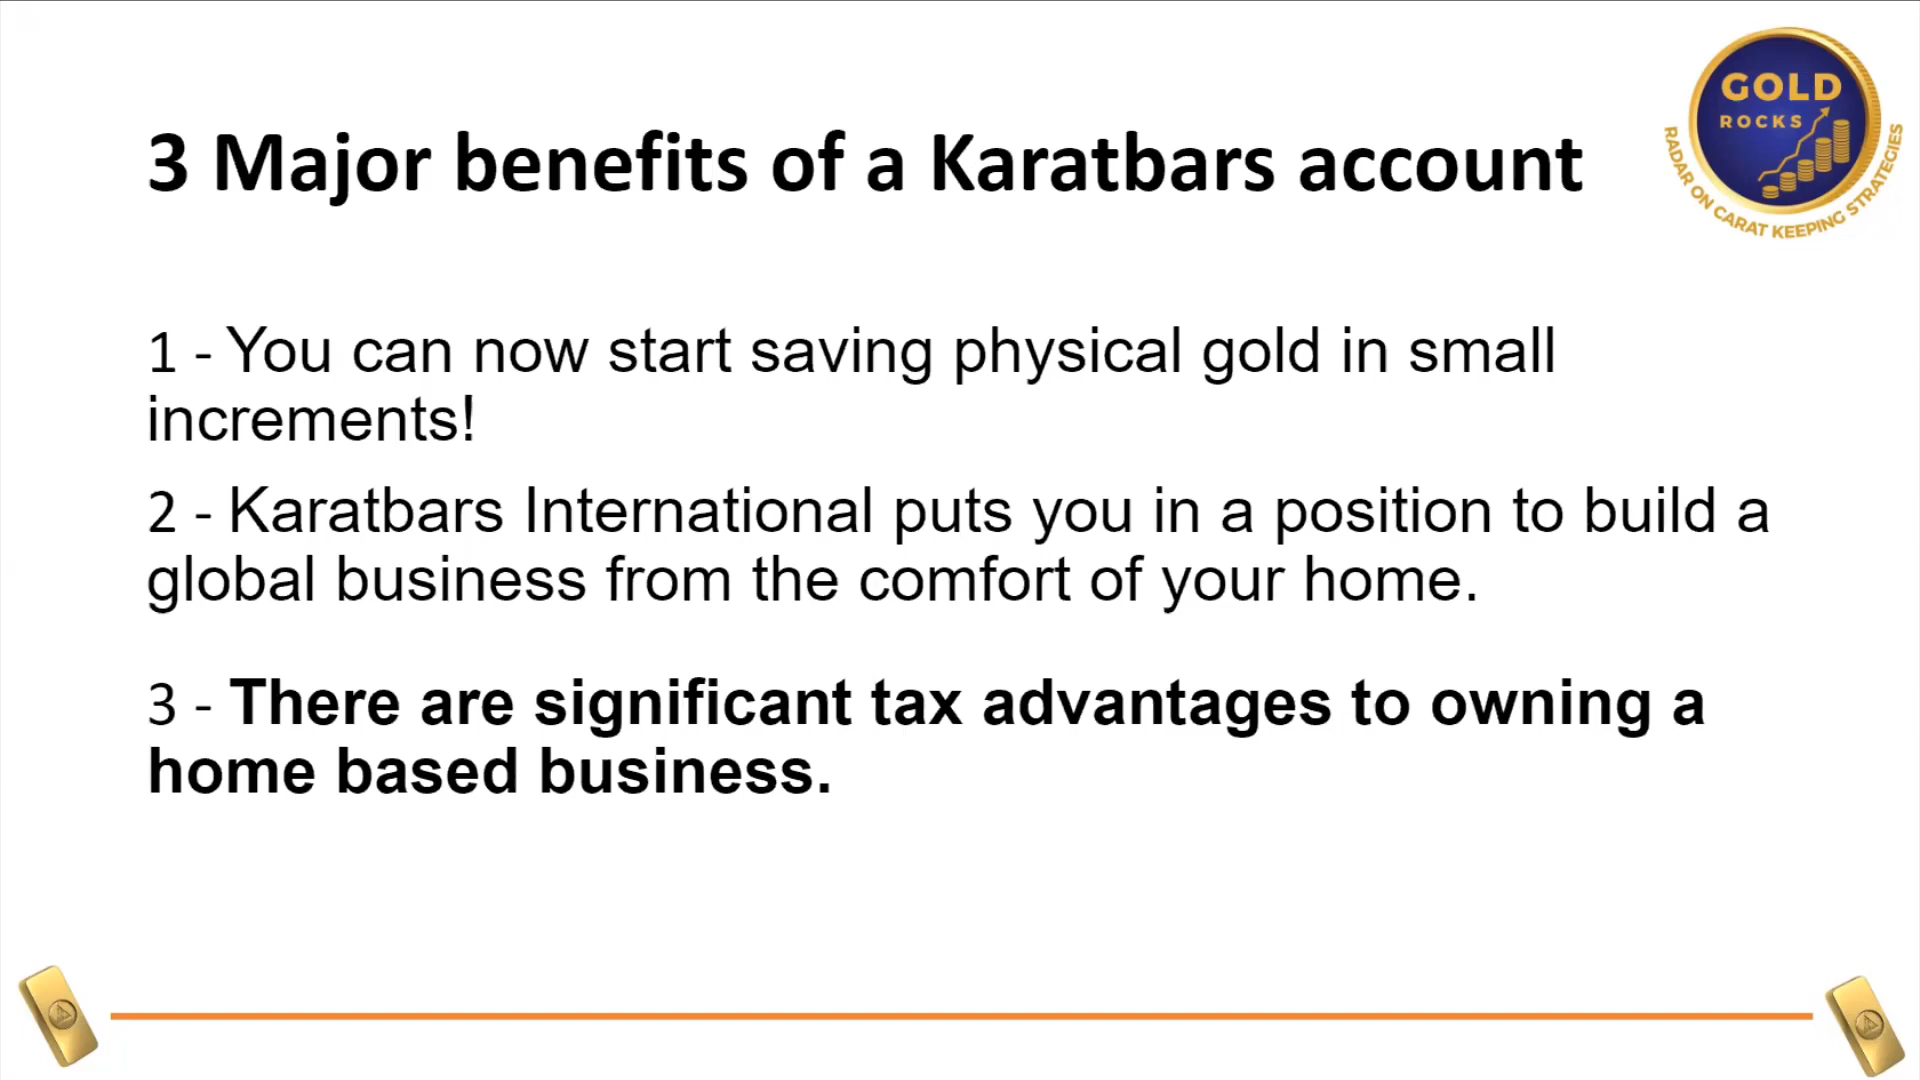 3 Major benefits of a Karatbars account
GOLD
ROCKS
RADAR ON CARAT KEEPING STRATEGIES
1 - You can now start saving physical gold in small
increments!
2 - Karatbars International puts you in a position to build a
global business from the comfort of your home.
3 - There are significant tax advantages to owning a
home based business.